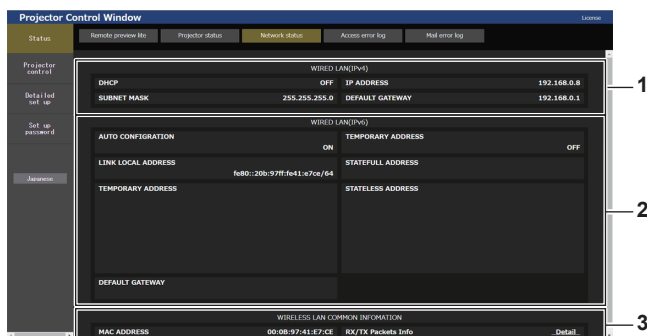 Projector Control Window
License
Status
Remote preview lite
Projector status
Network status
Access error log
Mail error log
Projector
control
Detailed
set up
Set up
password
Japanese
WIRED LAN(IPv4)
DHCP OFF IP ADDRESS 192.168.0.8
SUBNET MASK 255.255.255.0 DEFAULT GATEWAY 192.168.0.1
1
WIRED LAN(IPv6)
AUTO CONFIGRATION
ON
TEMPORARY ADDRESS
OFF
LINK LOCAL ADDRESS
fe80::20b:97ff:fe41:e7ce/64
STATEFULL ADDRESS
TEMPORARY ADDRESS
STATELESS ADDRESS
2
DEFAULT GATEWAY
WIRELESS LAN COMMON INFOMATION
3
MAC ADDRESS 00:0B:97:41:E7:CE RX/TX Packets Info Detail